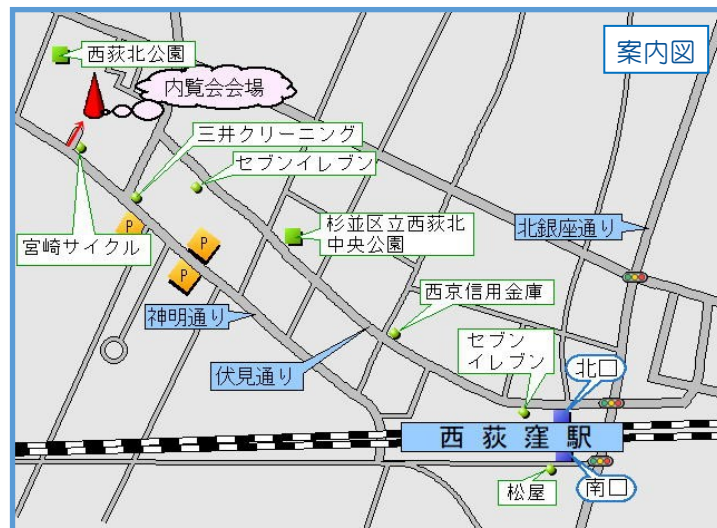 案内図
西荻北公園
内覧会会場
三井クリーニング
セブンイレブン
杉並区立西荻北
中央公園
北銀座通り
宮崎サイクル
P
P
P
神明通り
西京信用金庫
伏見通り
セブン
イレブン
北口
西荻窪駅
南口
松屋